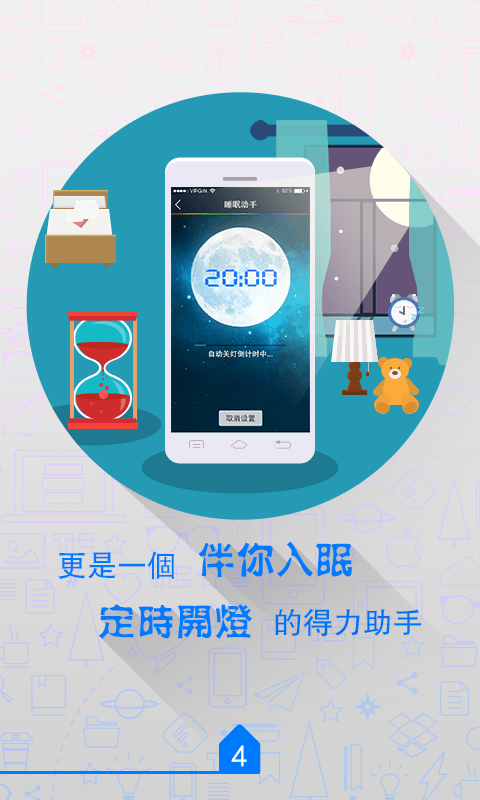 VIRGIN 82%
睡眠助手
20:00
自动关灯倒计时中...
取消设置
更是一個 伴你入眠
定時開燈 的得力助手
4